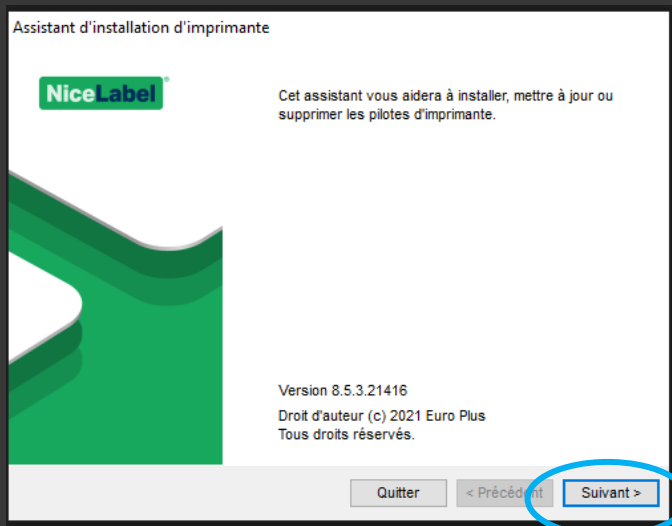 Assistant d'installation d'imprimante
NiceLabel®
Cet assistant vous aidera à installer, mettre à jour ou
supprimer les pilotes d'imprimante.
Version 8.5.3.21416
Droit d'auteur (c) 2021 Euro Plus
Tous droits réservés.
Quitter
< Précédent
Suivant >